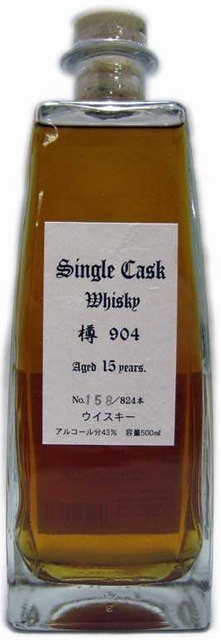 Single Cask
Whisky
樽 904
Aged 15 years.
No.158/824本
ウイスキー
アルコール分43% 容量500ml